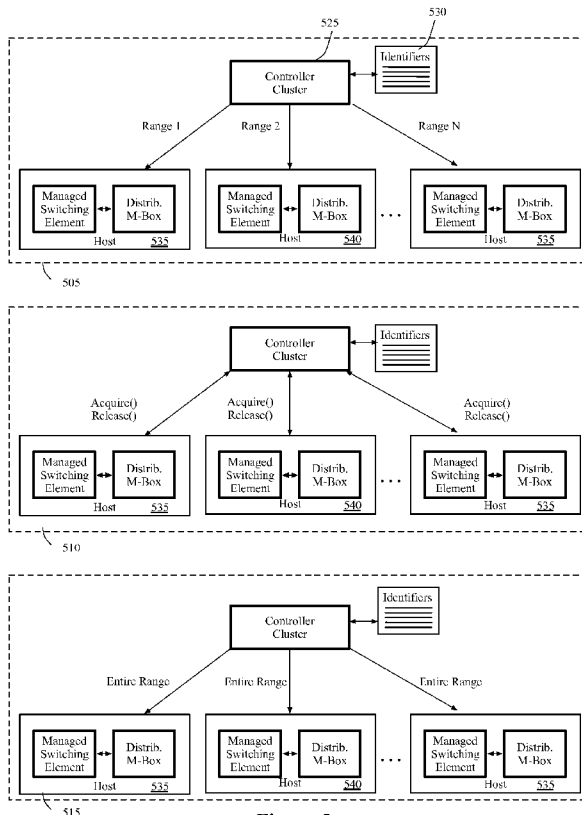 525
530
Identifiers
Controller
Cluster
Range 1
Range 2
Range N
Managed
Switching
Element
Distrib.
M-Box
Host
535
Managed
Switching
Element
Distrib.
M-Box
Host
540
. . .
Managed
Switching
Element
Distrib.
M-Box
Host
535
505
Controller
Cluster
Identifiers
Acquire()
Release()
Acquire()
Release()
Acquire()
Release()
Managed
Switching
Element
Distrib.
M-Box
Host
535
Managed
Switching
Element
Distrib.
M-Box
Host
540
. . .
Managed
Switching
Element
Distrib.
M-Box
Host
535
510
Identifiers
Controller
Cluster
Entire Range
Entire Range
Entire Range
Managed
Switching
Element
Distrib.
M-Box
Host
535
Managed
Switching
Element
Distrib.
M-Box
Host
540
. . .
Managed
Switching
Element
Distrib.
M-Box
Host
535
515